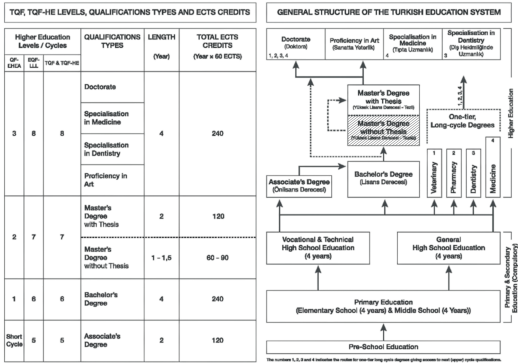 TQF, TQF-HE LEVELS, QUALIFICATIONS TYPES AND ECTS CREDITS
Higher Education
Levels / Cycles
QUALIFICATIONS
TYPES
LENGTH
(Year)
TOTAL ECTS
CREDITS
(Year x 60 ECTS)
QF-
EHEA
EQF-
LLL
TQF & TQF-HE
3
8
8
Doctorate
Specialisation
in Medicine
Specialisation
in Dentistry
Proficiency in
Art
4
240
2
7
7
Master's
Degree
with Thesis
2
120
Master's
Degree
without Thesis
1 - 1,5
60 - 90
1
6
6
Bachelor's
Degree
4
240
Short
Cycle
5
5
Associate's
Degree
2
120
GENERAL STRUCTURE OF THE TURKISH EDUCATION SYSTEM
Doctorate
(Doktora)
1, 2, 3, 4
Proficiency in Art
(Sanatta Yeterlik)
Specialisation in
Medicine
(Tıpta Uzmanlık)
4
Specialisation in
Dentistry
(Diş Hekimliğinde
Uzmanlık)
3
Master's Degree
with Thesis
(Yüksek Lisans Derecesi - Tezli)
Master's Degree
without Thesis
(Yüksek Lisans Derecesi - Tezsiz)
1, 2, 3, 4
One-tier,
Long-cycle Degrees
Associate's Degree
(Önlisans Derecesi)
Bachelor's Degree
(Lisans Derecesi)
1
Veterinary
2
Pharmacy
3
Dentistry
4
Medicine
Higher Education
Vocational & Technical
High School Education
(4 years)
General
High School Education
(4 years)
Primary Education
(Elementary School (4 years) & Middle School (4 Years))
Primary & Secondary
Education (Compulsory)
Pre-School Education
The numbers 1, 2, 3 and 4 indicate the routes for one-tier long cycle degrees giving access to next (upper) cycle qualifications.